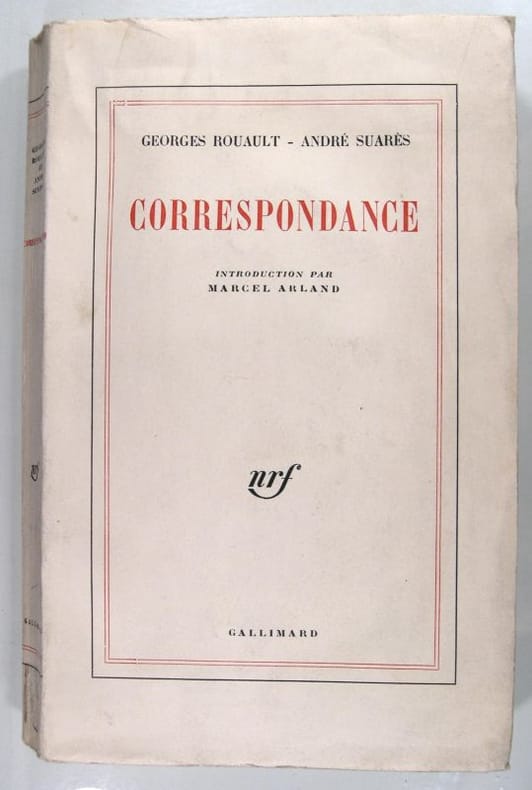 GEORGES ROUAULT - ANDRÉ SUARÈS
CORRESPONDANCE
INTRODUCTION PAR
MARCEL ARLAND
nrf
GALLIMARD